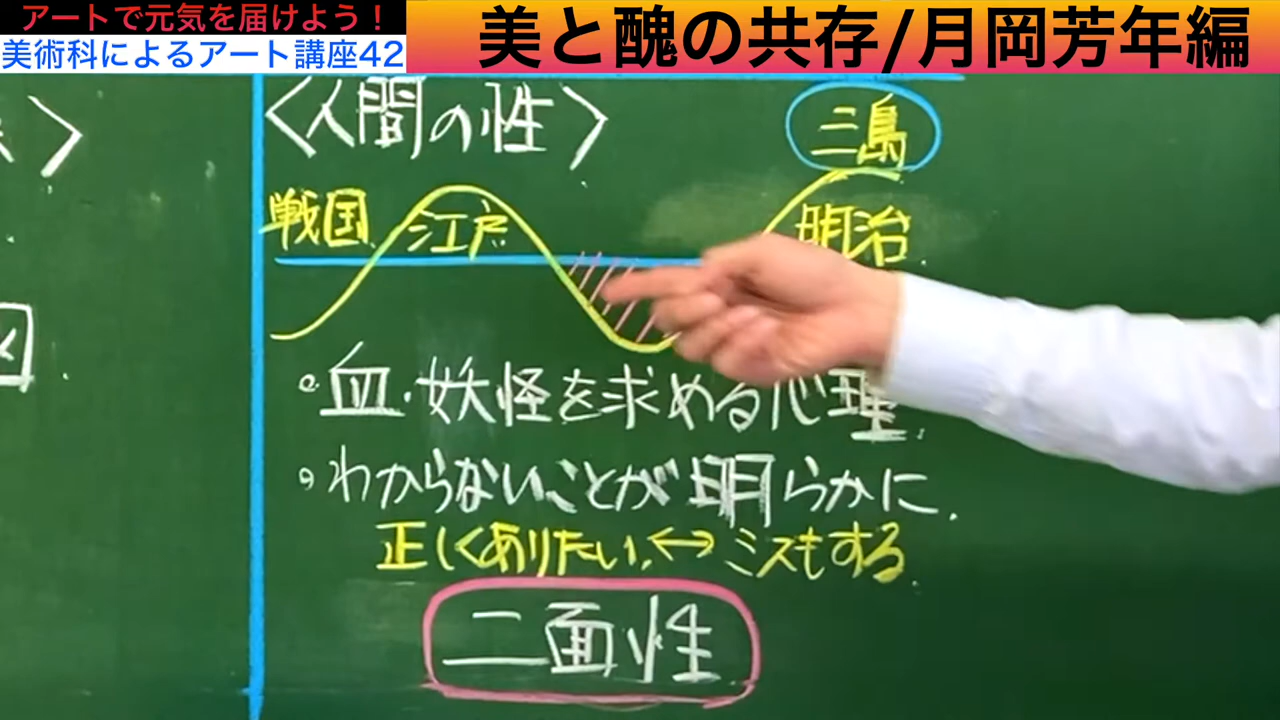 アートで元気を届けよう！
美術科によるアート講座42
美と醜の共存/月岡芳年編
〉
〈人間の性〉
三島
戦国
江戸
明治
・血・妖怪を求める心理.
・わからないことが明らかに.
正しくありたい.↔ミスもする.
二面性